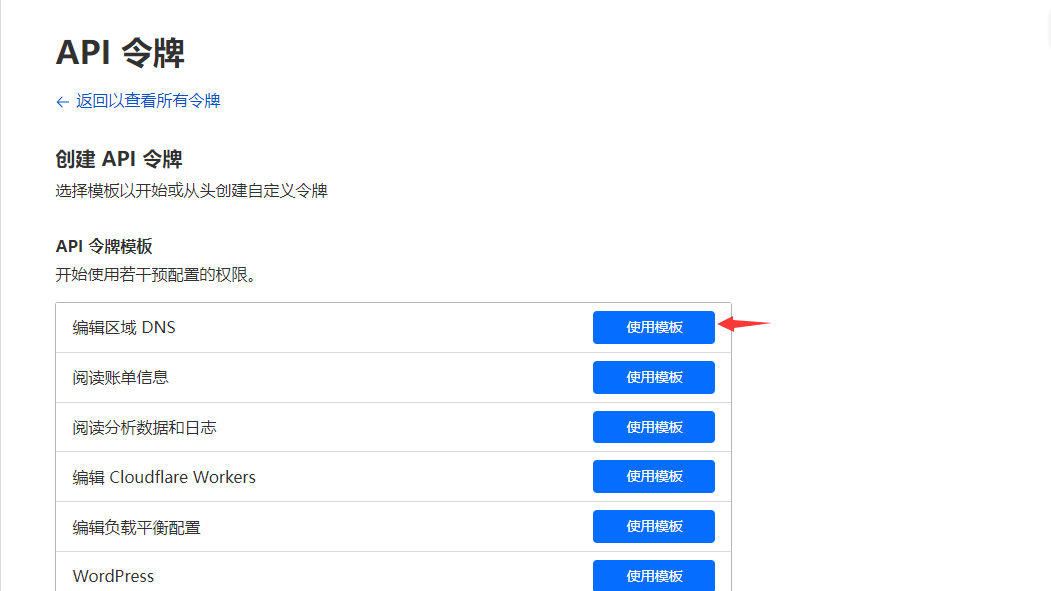 API 令牌
← 返回以查看所有令牌
创建 API 令牌
选择模板以开始或从头创建自定义令牌
API 令牌模板
开始使用若干预配置的权限。
编辑区域 DNS 使用模板
阅读账单信息 使用模板
阅读分析数据和日志 使用模板
编辑 Cloudflare Workers 使用模板
编辑负载平衡配置 使用模板
WordPress 使用模板